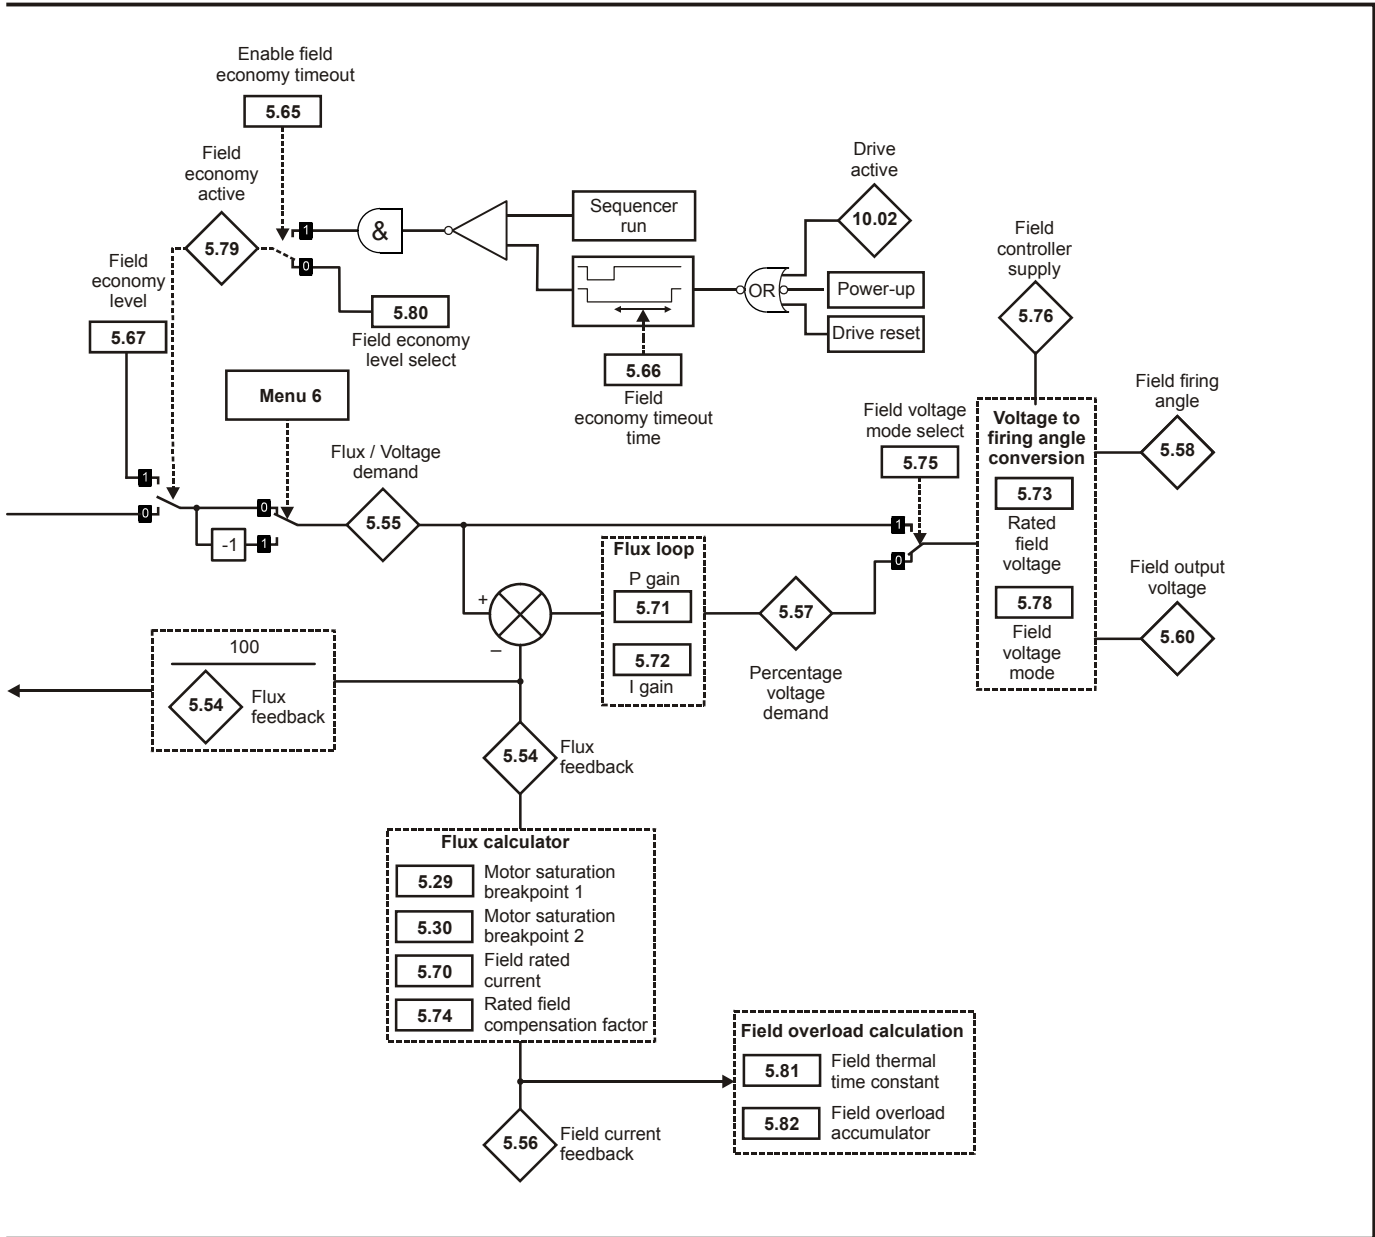 Enable field
economy timeout
5.65
Field
economy
active
5.79
1
0
&
Sequencer
run
Drive
active
10.02
OR
Power-up
Drive reset
5.80
Field economy
level select
5.66
Field
economy timeout
time
Field
controller
supply
5.76
Field
economy
level
5.67
Menu 6
1
0
-1
0
1
Flux / Voltage
demand
5.55
Field voltage
mode select
5.75
1
0
Voltage to
firing angle
conversion
5.73
Rated
field
voltage
5.78
Field
voltage
mode
Field firing
angle
5.58
Field output
voltage
5.60
Flux loop
P gain
5.71
5.72
I gain
5.57
Percentage
voltage
demand
+
–
100
5.54
Flux
feedback
5.54
Flux
feedback
Flux calculator
5.29
Motor saturation
breakpoint 1
5.30
Motor saturation
breakpoint 2
5.70
Field rated
current
5.74
Rated field
compensation factor
Field overload calculation
5.81
Field thermal
time constant
5.82
Field overload
accumulator
5.56
Field current
feedback